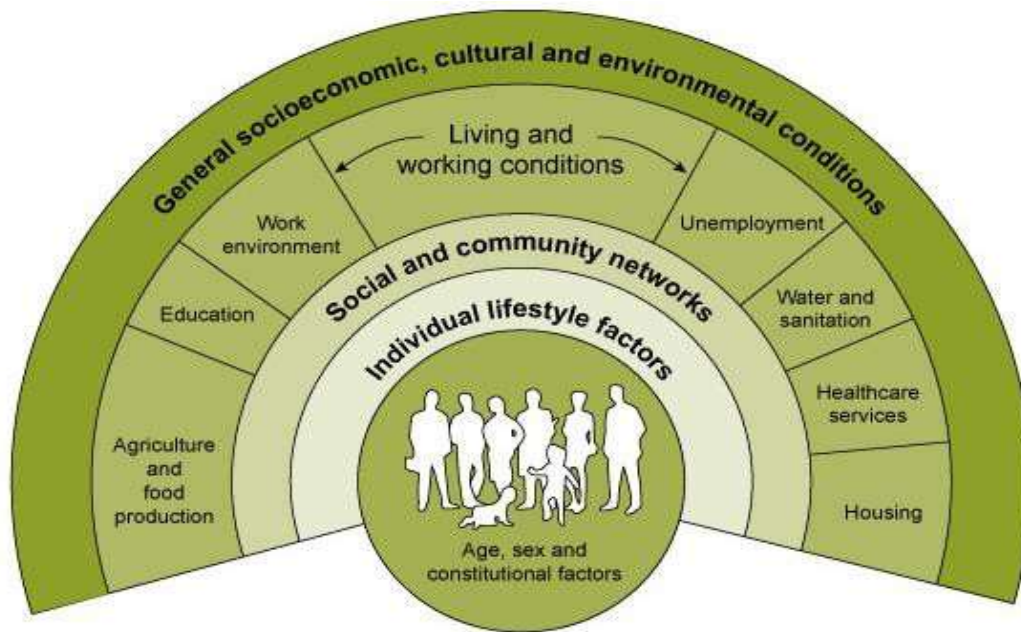 General socioeconomic, cultural and environmental conditions
Living and
working conditions
Agriculture
and
food
production
Education
Work
environment
Unemployment
Water and
sanitation
Healthcare
services
Housing
Social and community networks
Individual lifestyle factors
Age, sex and
constitutional factors